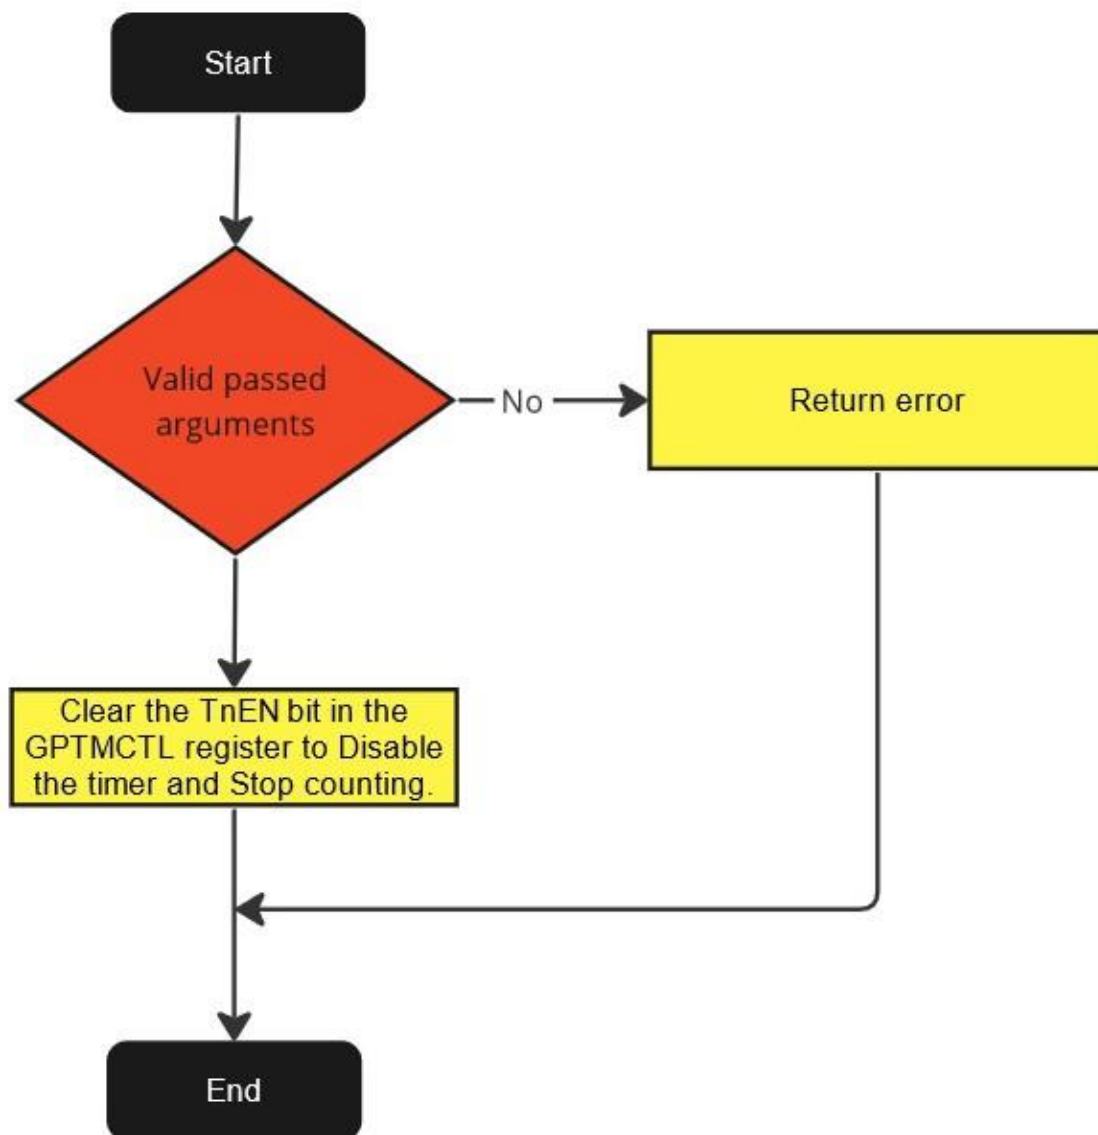 Start
Valid passed
arguments
No
Return error
Clear the TnEN bit in the
GPTMCTL register to Disable
the timer and Stop counting.
End